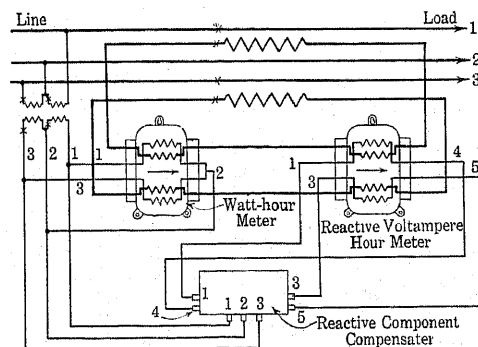 Line Load 1
2
3
3 2 1 1 2 1 4
3 3 5
Watt-hour
Meter
Reactive Voltampere
Hour Meter
1 3
4 1 2 3 5
Reactive Component
Compensater